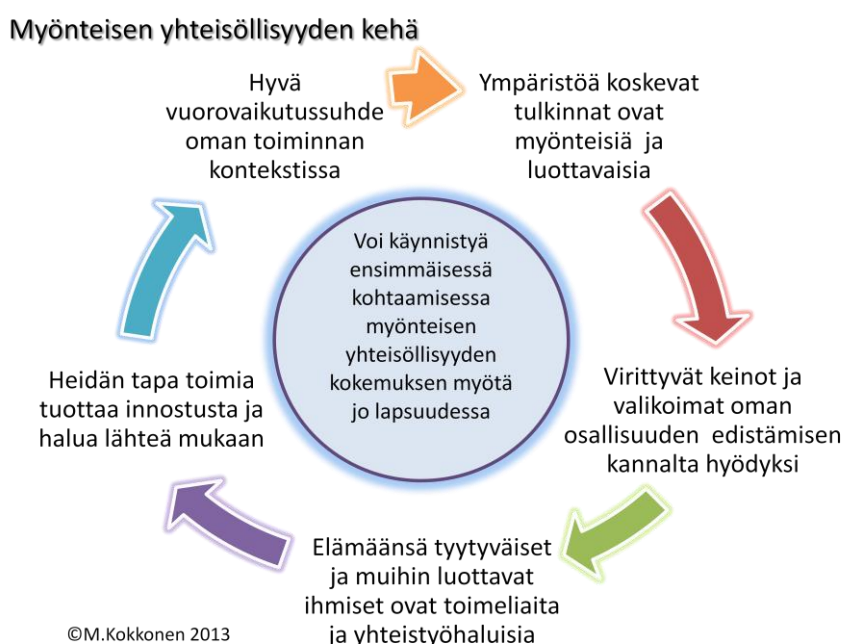 Myönteisen yhteisöllisyyden kehä
Hyvä
vuorovaikutussuhde
oman toiminnan
kontekstissa
Ympäristöä koskevat
tulkinnat ovat
myönteisiä ja
luottavaisia
Voi käynnistyä
ensimmäisessä
kohtaamisessa
myönteisen
yhteisöllisyyden
kokemuksen myötä
jo lapsuudessa
Virittyvät keinot ja
valikoimat oman
osallisuuden edistämisen
kannalta hyödyksi
Elämäänsä tyytyväiset
ja muihin luottavat
ihmiset ovat toimeliaita
ja yhteistyöhaluisia
Heidän tapa toimia
tuottaa innostusta ja
halua lähteä mukaan
©M.Kokkonen 2013